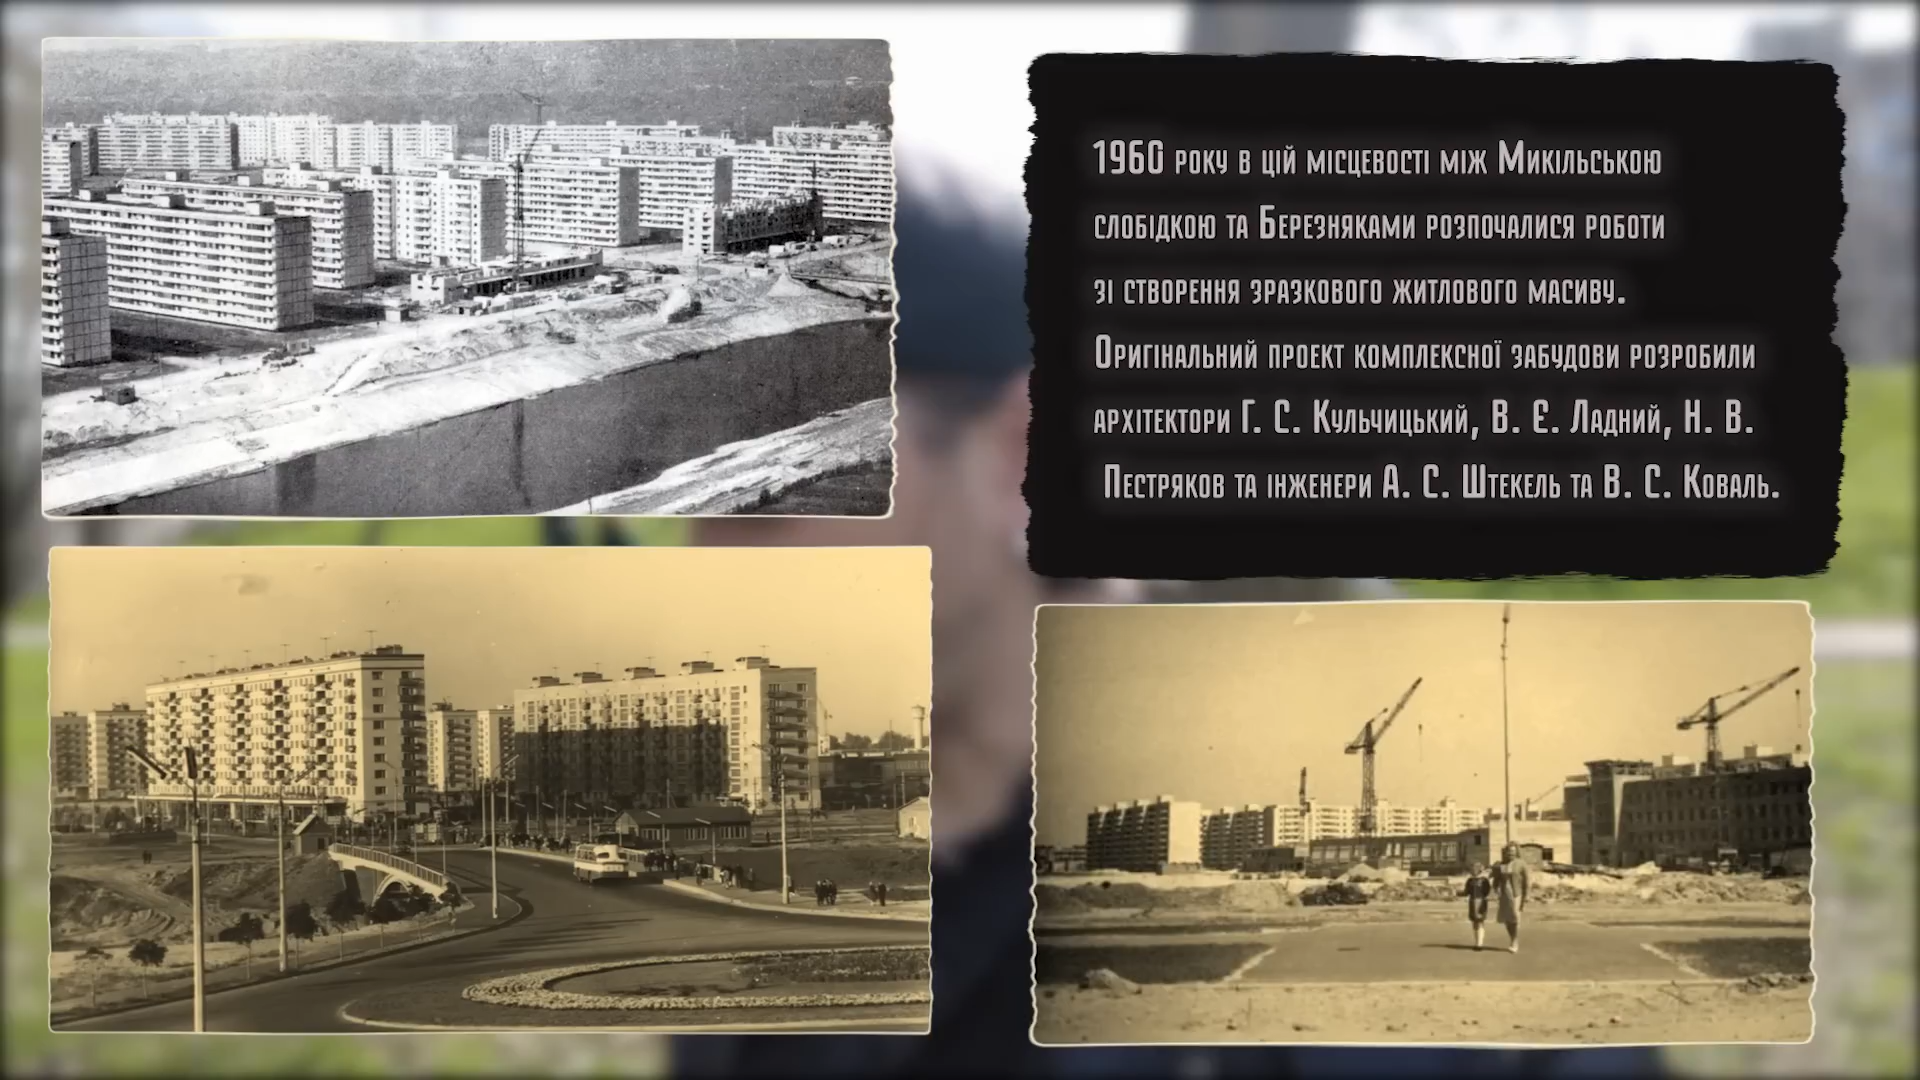 1960 року в цій місцевості між Микільською
слобідкою та Березняками розпочалися роботи
зі створення зразкового житлового масиву.
Оригінальний проект комплексної забудови розробили
архітектори Г. С. Кульчицький, В. Є. Ладний, Н. В.
Пестряков та інженери А. С. Штекель та В. С. Коваль.